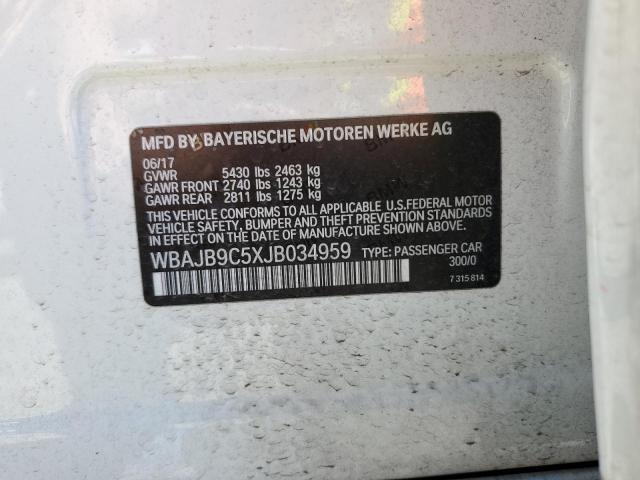 MFD BY BAYERISCHE MOTOREN WERKE AG
06/17
GVWR 5430 lbs 2463 kg
GAWR FRONT 2740 lbs 1243 kg
GAWR REAR 2811 lbs 1275 kg
THIS VEHICLE CONFORMS TO ALL APPLICABLE U.S.FEDERAL MOTOR
VEHICLE SAFETY, BUMPER, AND THEFT PREVENTION STANDARDS
IN EFFECT ON THE DATE OF MANUFACTURE SHOWN ABOVE.
WBAJB9C5XJB034959 TYPE: PASSENGER CAR
300/0
7 315 814